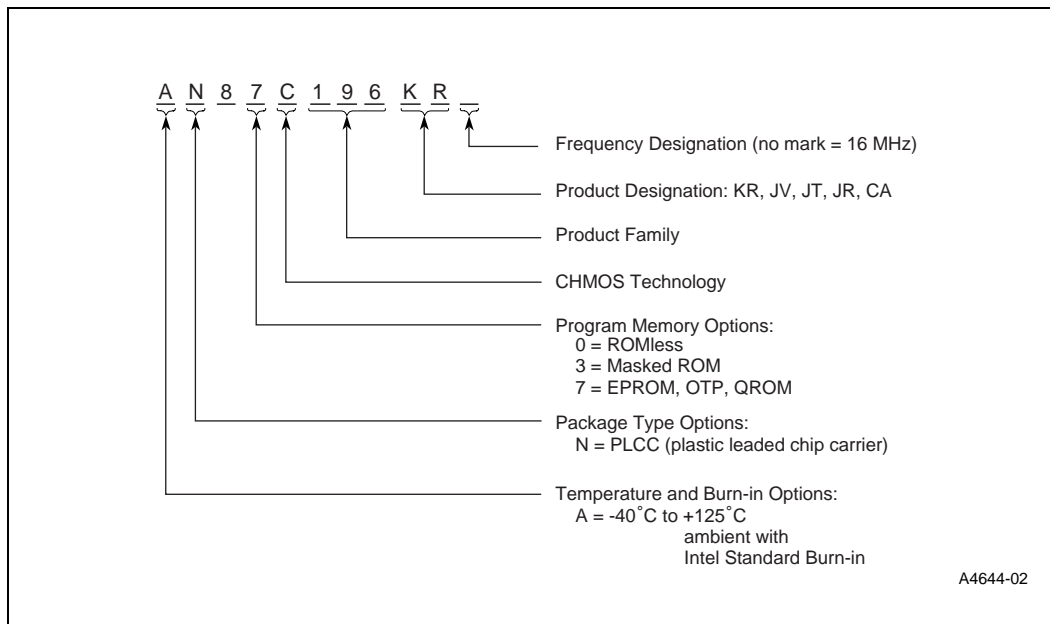 A N 8 7 C 1 9 6 K R _
Frequency Designation (no mark = 16 MHz)
Product Designation: KR, JV, JT, JR, CA
Product Family
CHMOS Technology
Program Memory Options:
0 = ROMless
3 = Masked ROM
7 = EPROM, OTP, QROM
Package Type Options:
N = PLCC (plastic leaded chip carrier)
Temperature and Burn-in Options:
A = -40˚C to +125˚C
ambient with
Intel Standard Burn-in
A4644-02